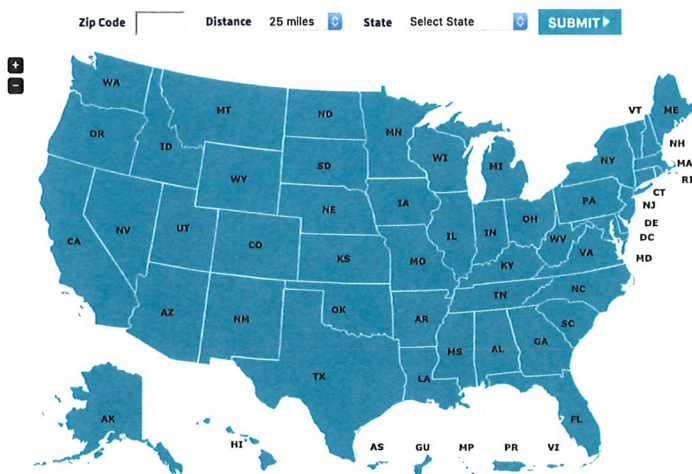 Zip Code Distance 25 miles State Select State SUBMIT
+
-
WA
MT
ND
MN
VT
ME
OR
ID
SD
WI
MI
NY
NH
MA
RI
CT
WY
NE
IA
PA
NJ
NV
UT
CO
KS
MO
IL
IN
OH
WV
VA
DE
DC
MD
CA
KY
NC
TN
AZ
NM
OK
AR
SC
MS
AL
GA
TX
LA
FL
AK
HI
AS GU MP PR VI